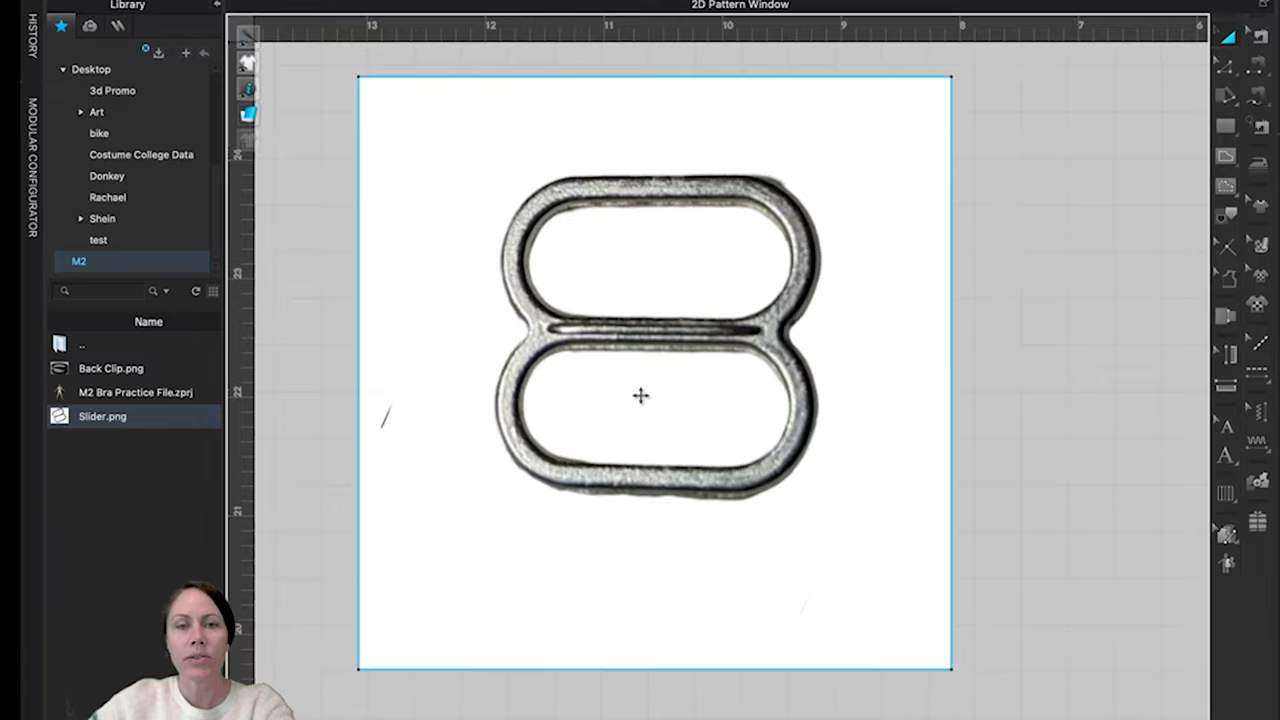 Library
2D Pattern Window
HISTORY
MODULAR CONFIGURATOR
13 12 11 10 9 8 7 6
24
23
22
21
20
Desktop
3d Promo
Art
bike
Costume College Data
Donkey
Rachael
Shein
test
M2
Name
..
Back Clip.png
M2 Bra Practice File.zprj
Slider.png